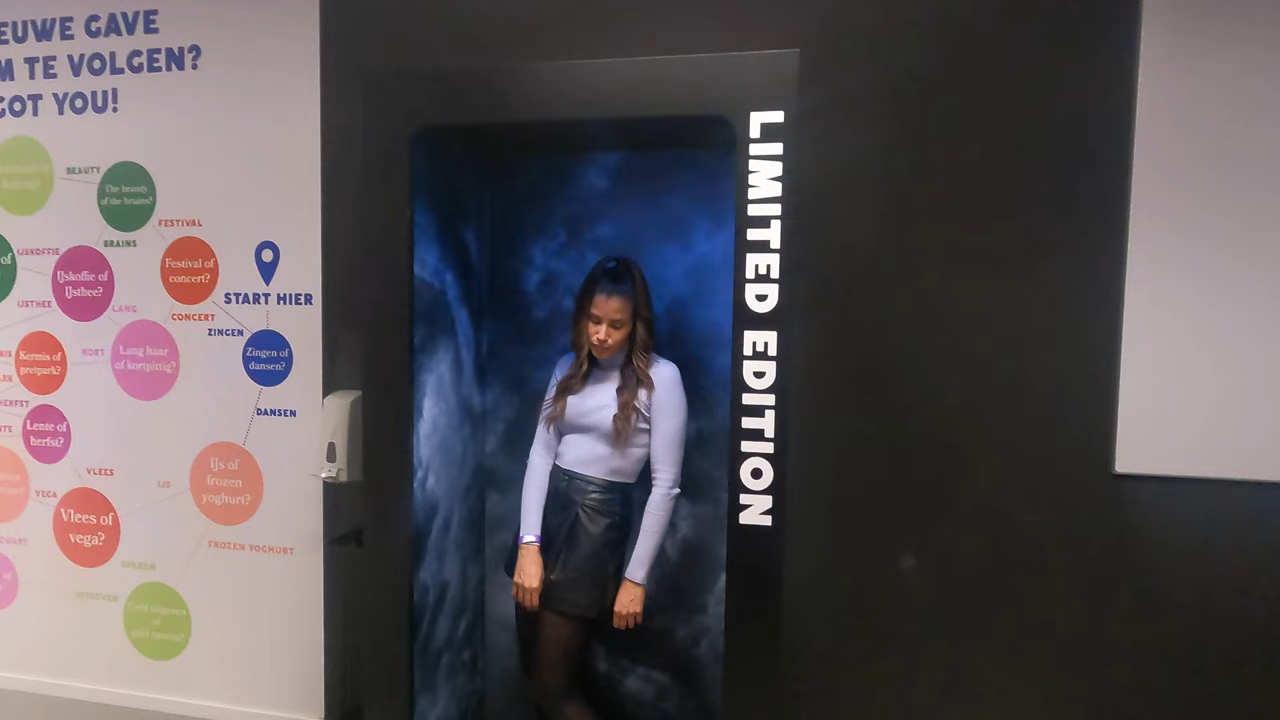 EUWE GAVE
M TE VOLGEN?
GOT YOU!
BEAUTY
The beauty
of the brains?
BRAINS
FESTIVAL
Festival of
concert?
CONCERT
START HIER
ZINGEN
Zingen of
dansen?
DANSEN
IJSKOFFIE
of
IJskoffie of
IJsthee?
IJSTHEE
LANG
Lang haar
of kortpittig?
KORT
Kermis of
pretpark?
HERFST
Lente of
herfst?
VLEES
VEGA
Vlees of
vega?
IJS
IJs of
frozen
yoghurt?
FROZEN YOGHURT
SPAREN
LIMITED EDITION